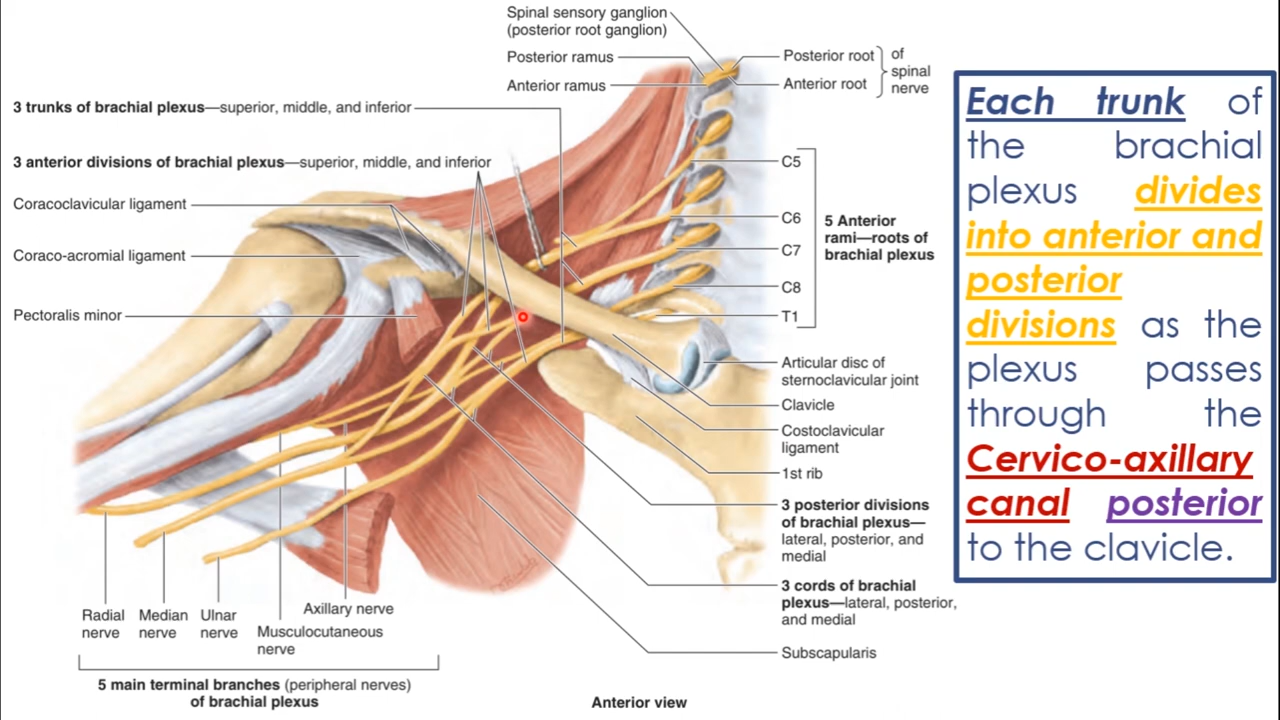 Spinal sensory ganglion
(posterior root ganglion)
Posterior ramus
Anterior ramus
Posterior root
Anterior root
of
spinal
nerve
3 trunks of brachial plexus—superior, middle, and inferior
3 anterior divisions of brachial plexus—superior, middle, and inferior
Coracoclavicular ligament
Coraco-acromial ligament
Pectoralis minor
C5
C6
C7
C8
T1
5 Anterior
rami—roots of
brachial plexus
Articular disc of
sternoclavicular joint
Clavicle
Costoclavicular
ligament
1st rib
3 posterior divisions
of brachial plexus—
lateral, posterior, and
medial
3 cords of brachial
plexus—lateral, posterior,
and medial
Subscapularis
Radial
nerve
Median
nerve
Ulnar
nerve
Musculocutaneous
nerve
Axillary nerve
5 main terminal branches (peripheral nerves)
of brachial plexus
Anterior view
Each trunk of
the brachial
plexus divides
into anterior and
posterior
divisions as the
plexus passes
through the
Cervico-axillary
canal posterior
to the clavicle.